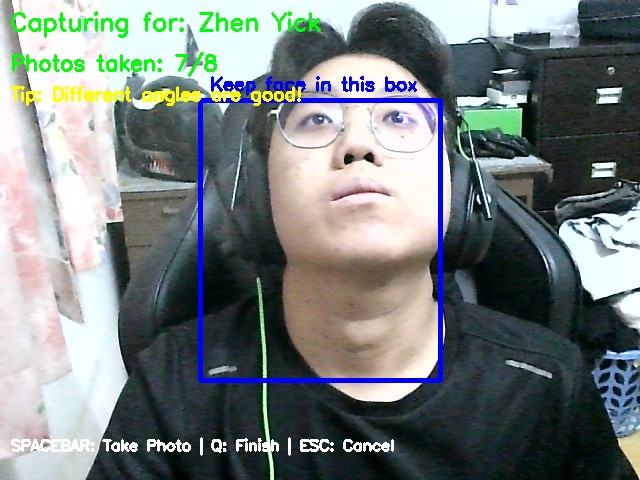 Capturing for: Zhen Yick
Photos taken: 7/8
Keep face in this box
Tip: Different angles are good!
SPACEBAR: Take Photo | Q: Finish | ESC: Cancel